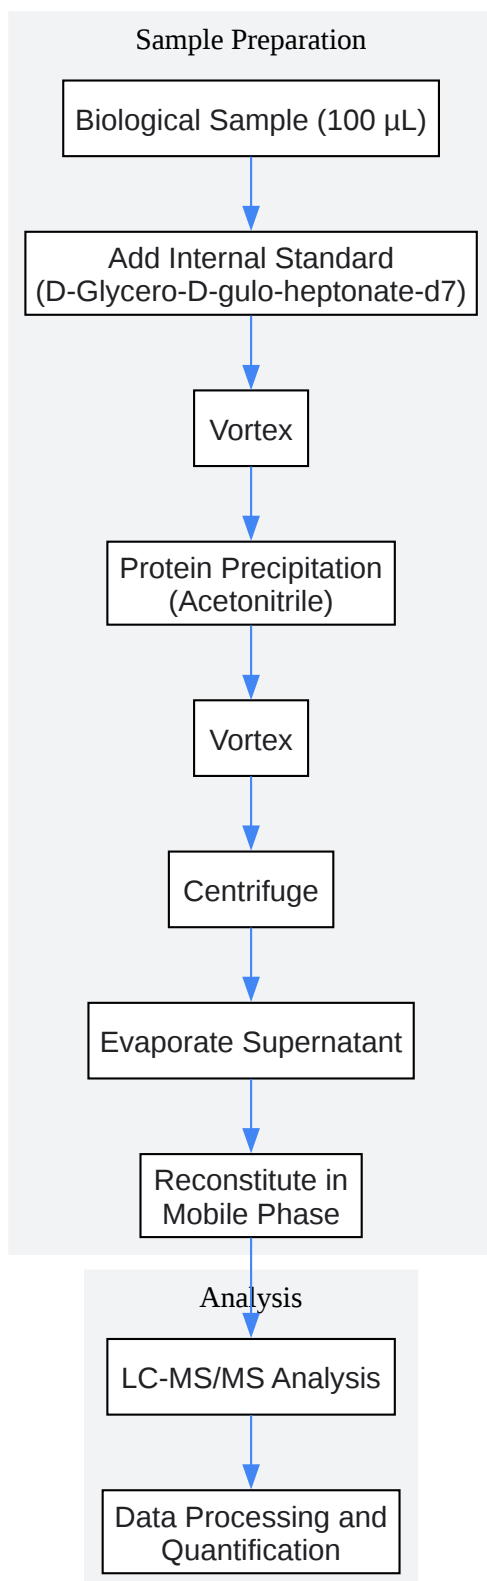 Sample Preparation
Biological Sample (100 µL)
Add Internal Standard
(D-Glycero-D-gulo-heptonate-d7)
Vortex
Protein Precipitation
(Acetonitrile)
Vortex
Centrifuge
Evaporate Supernatant
Reconstitute in
Mobile Phase
Analysis
LC-MS/MS Analysis
Data Processing and
Quantification